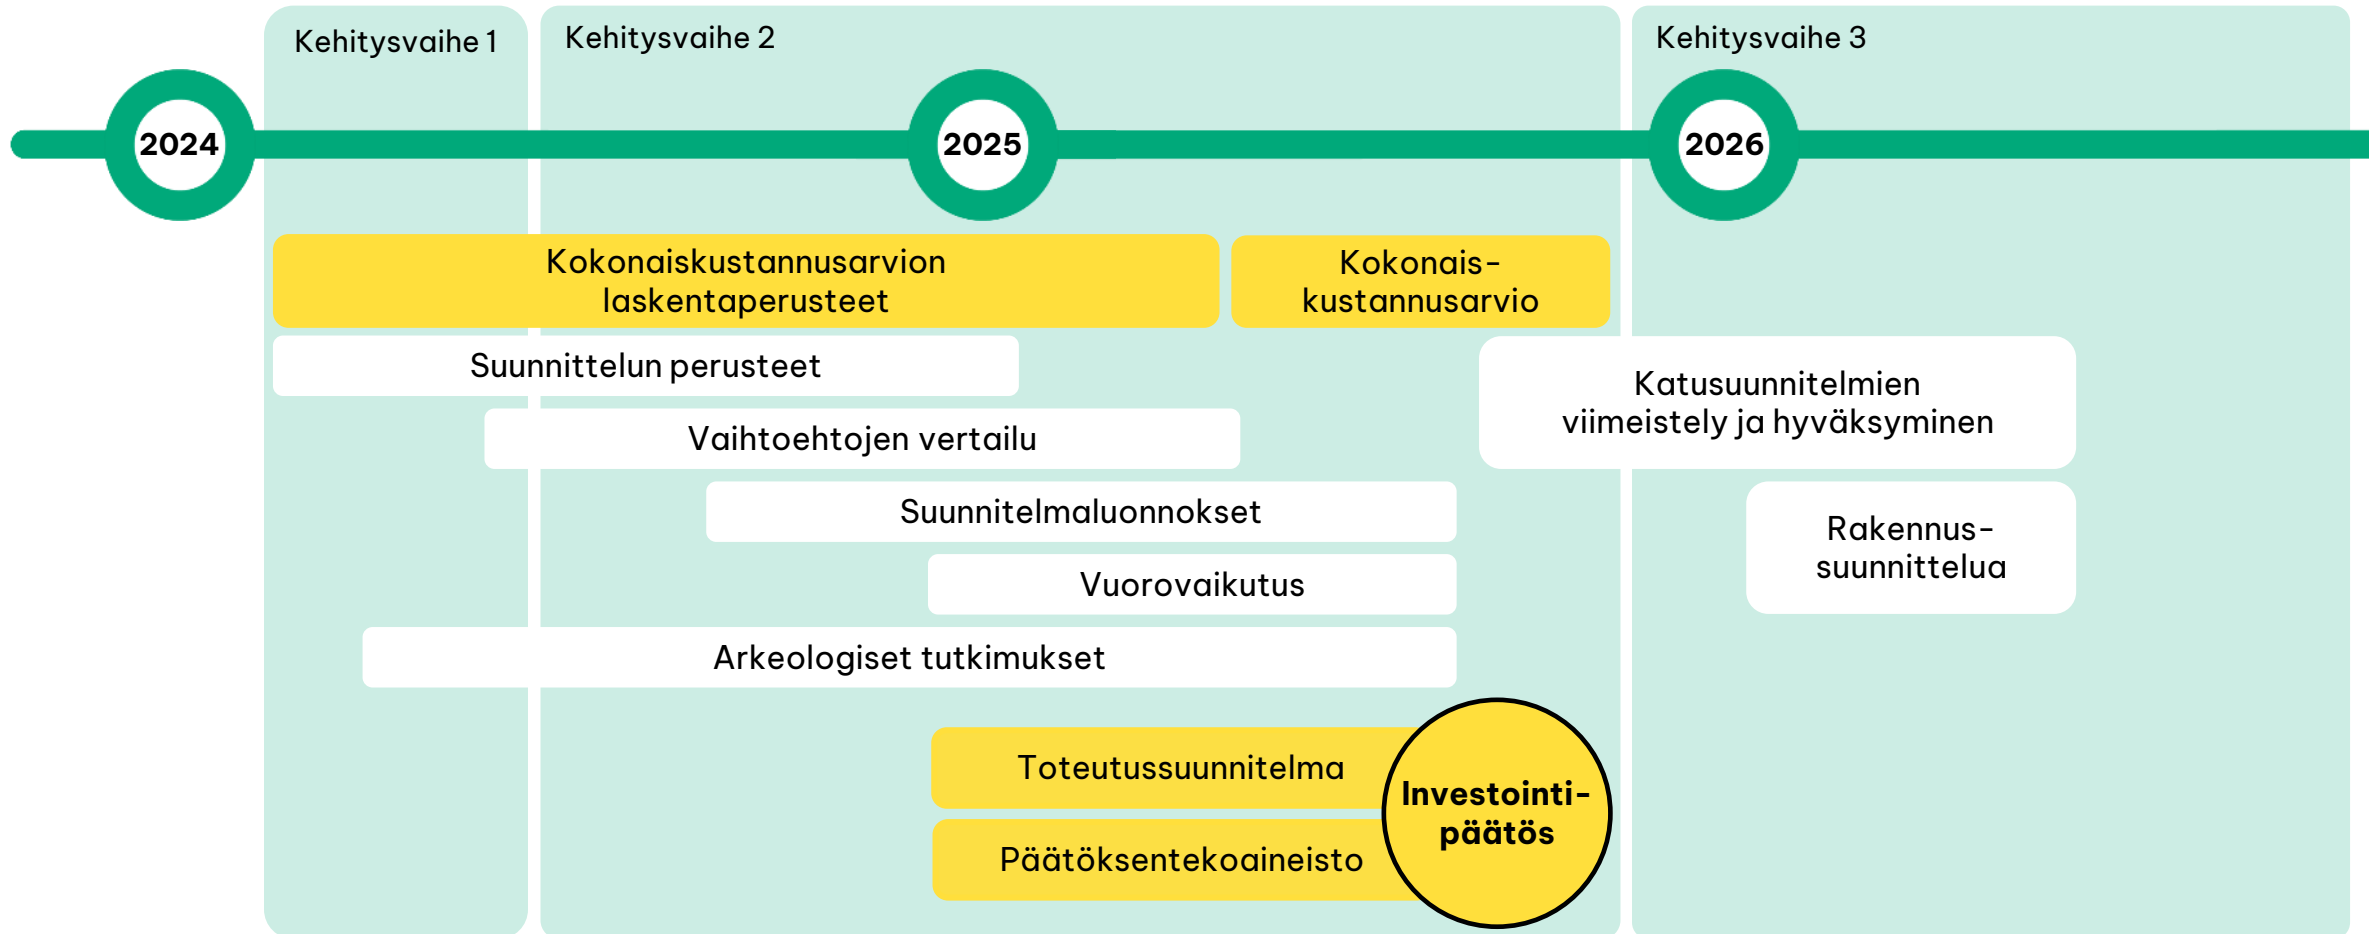 Kehitysvaihe 1
Kehitysvaihe 2
Kehitysvaihe 3
2024
2025
2026
Kokonaiskustannusarvion
laskentaperusteet
Kokonais-
kustannusarvio
Suunnittelun perusteet
Katusuunnitelmien
viimeistely ja hyväksyminen
Vaihtoehtojen vertailu
Suunnitelmaluonnokset
Rakennus-
suunnittelua
Vuorovaikutus
Arkeologiset tutkimukset
Toteutussuunnitelma
Investointi-
päätös
Päätöksentekoaineisto